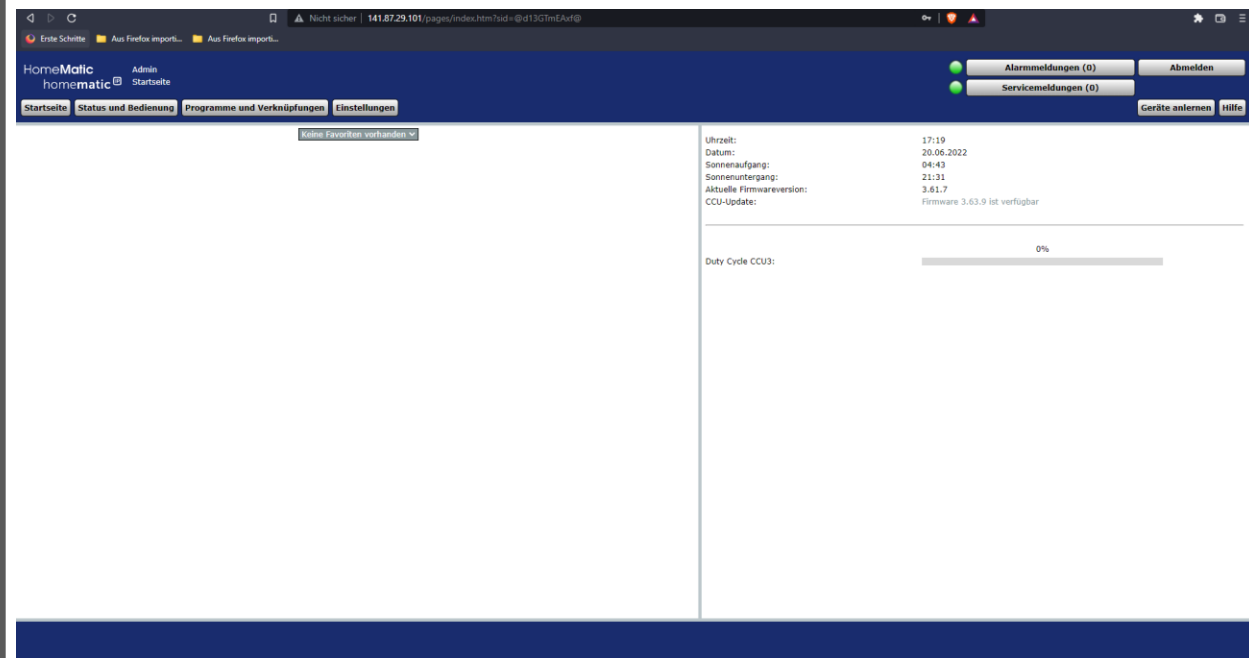 Nicht sicher | 141.87.29.101/pages/index.htm?sid=@d13GTmEAxf@
Erste Schritte Aus Firefox importi... Aus Firefox importi...
HomeMatic Admin
homematic IP Startseite
Alarmmeldungen (0) Abmelden
Servicemeldungen (0)
Startseite Status und Bedienung Programme und Verknüpfungen Einstellungen Geräte anlernen Hilfe
Keine Favoriten vorhanden
Uhrzeit: 17:19
Datum: 20.06.2022
Sonnenaufgang: 04:43
Sonnenuntergang: 21:31
Aktuelle Firmwareversion: 3.61.7
CCU-Update: Firmware 3.63.9 ist verfügbar
0%
Duty Cycle CCU3: